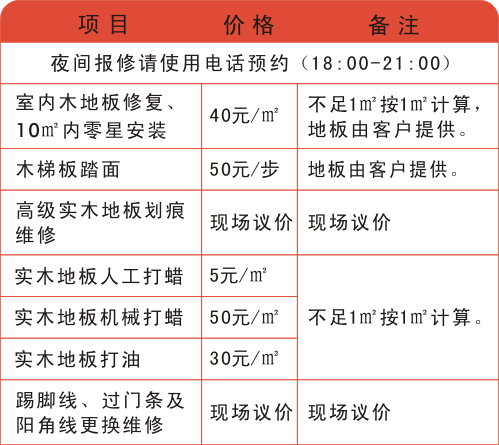 项目 价格 备注
夜间报修请使用电话预约（18:00-21:00）
室内木地板修复、
10㎡内零星安装
40元/㎡
不足1㎡按1㎡计算，
地板由客户提供。
木梯板踏面 50元/步 地板由客户提供。
高级实木地板划痕
维修
现场议价 现场议价
实木地板人工打蜡 5元/㎡
实木地板机械打蜡 50元/㎡ 不足1㎡按1㎡计算。
实木地板打油 30元/㎡
踢脚线、过门条及
阳角线更换维修
现场议价 现场议价